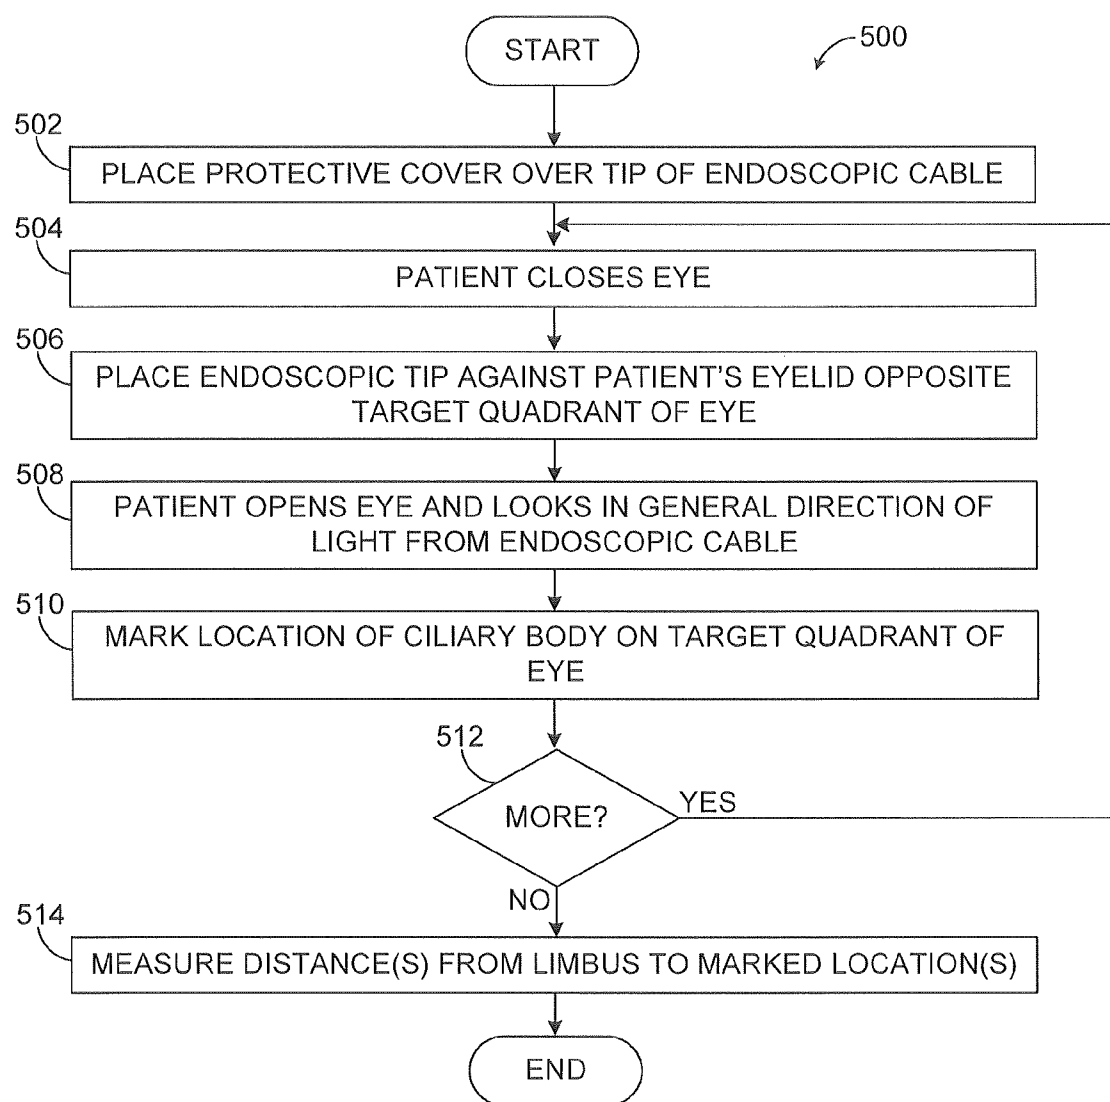 START
500
502
PLACE PROTECTIVE COVER OVER TIP OF ENDOSCOPIC CABLE
504
PATIENT CLOSES EYE
506
PLACE ENDOSCOPIC TIP AGAINST PATIENT'S EYELID OPPOSITE
TARGET QUADRANT OF EYE
508
PATIENT OPENS EYE AND LOOKS IN GENERAL DIRECTION OF
LIGHT FROM ENDOSCOPIC CABLE
510
MARK LOCATION OF CILIARY BODY ON TARGET QUADRANT OF
EYE
512
MORE?
YES
NO
514
MEASURE DISTANCE(S) FROM LIMBUS TO MARKED LOCATION(S)
END